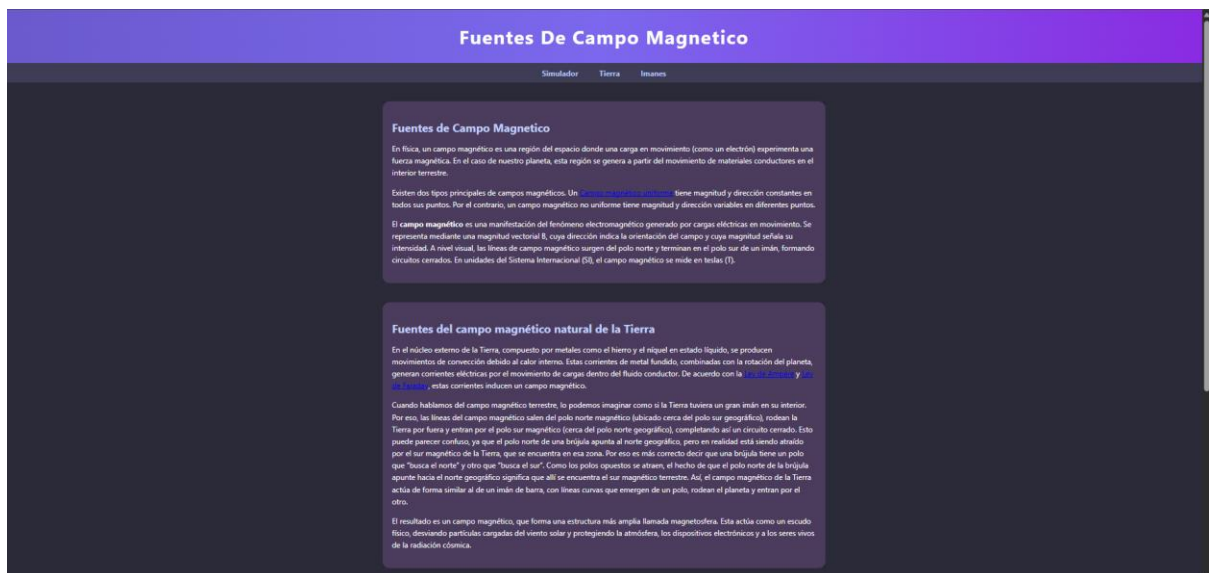 Fuentes De Campo Magnetico
Simulador Tierra Imanes
Fuentes de Campo Magnetico
En física, un campo magnético es una región del espacio donde una carga en movimiento (como un electrón) experimenta una
fuerza magnética. En el caso de nuestro planeta, esta región se genera a partir del movimiento de materiales conductores en el
interior terrestre.
Existen dos tipos principales de campos magnéticos. Un Campo magnético uniforme tiene magnitud y dirección constantes en
todos sus puntos. Por el contrario, un campo magnético no uniforme tiene magnitud y dirección variables en diferentes puntos.
El campo magnético es una manifestación del fenómeno electromagnético generado por cargas eléctricas en movimiento. Se
representa mediante una magnitud vectorial B, cuya dirección indica la orientación del campo y cuya magnitud señala su
intensidad. A nivel visual, las líneas de campo magnético surgen del polo norte y terminan en el polo sur de un imán, formando
circuitos cerrados. En unidades del Sistema Internacional (SI), el campo magnético se mide en teslas (T).
Fuentes del campo magnético natural de la Tierra
En el núcleo externo de la Tierra, compuesto por metales como el hierro y el níquel en estado líquido, se producen
movimientos de convección debido al calor interno. Estas corrientes de metal fundido, combinadas con la rotación del planeta,
generan corrientes eléctricas por el movimiento de cargas dentro del fluido conductor. De acuerdo con la Ley de Ampère y Ley
de Faraday, estas corrientes inducen un campo magnético.
Cuando hablamos del campo magnético terrestre, lo podemos imaginar como si la Tierra tuviera un gran imán en su interior.
Por eso, las líneas del campo magnético salen del polo norte magnético (ubicado cerca del polo sur geográfico), rodean la
Tierra por fuera y entran por el polo sur magnético (cerca del polo norte geográfico), completando así un circuito cerrado. Esto
puede parecer confuso, ya que el polo norte de una brújula apunta al norte geográfico, pero en realidad está siendo atraído
por el sur magnético de la Tierra, que se encuentra en esa zona. Por eso es más correcto decir que una brújula tiene un polo
que "busca el norte" y otro que "busca el sur". Como los polos opuestos se atraen, el hecho de que el polo norte de la brújula
apunte hacia el norte geográfico significa que allí se encuentra el sur magnético terrestre. Así, el campo magnético de la Tierra
actúa de forma similar al de un imán de barra, con líneas curvas que emergen de un polo, rodean el planeta y entran por el
otro.
El resultado es un campo magnético, que forma una estructura más amplia llamada magnetosfera. Esta actúa como un escudo
físico, desviando partículas cargadas del viento solar y protegiendo la atmósfera, los dispositivos electrónicos y a los seres vivos
de la radiación cósmica.